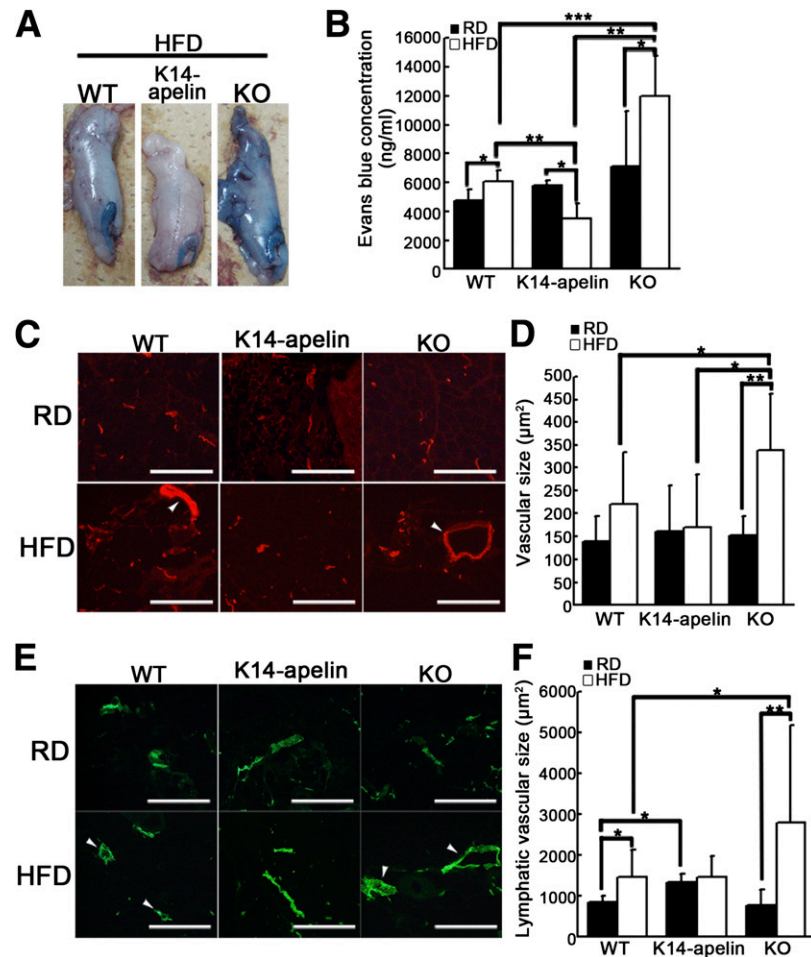 A
HFD
WT
K14-
apelin
KO
B
RD
HFD
***
**
*
**
*
*
Evans blue concentration
(ng/ml)
16000
14000
12000
10000
8000
6000
4000
2000
0
WT K14-apelin KO
C
WT K14-apelin KO
RD
HFD
D
RD
HFD
*
*
**
Vascular size (µm²)
500
450
400
350
300
250
200
150
100
50
0
WT K14-apelin KO
E
WT K14-apelin KO
RD
HFD
F
RD
HFD
*
**
*
*
Lymphatic vascular size (µm²)
6000
5000
4000
3000
2000
1000
0
WT K14-apelin KO